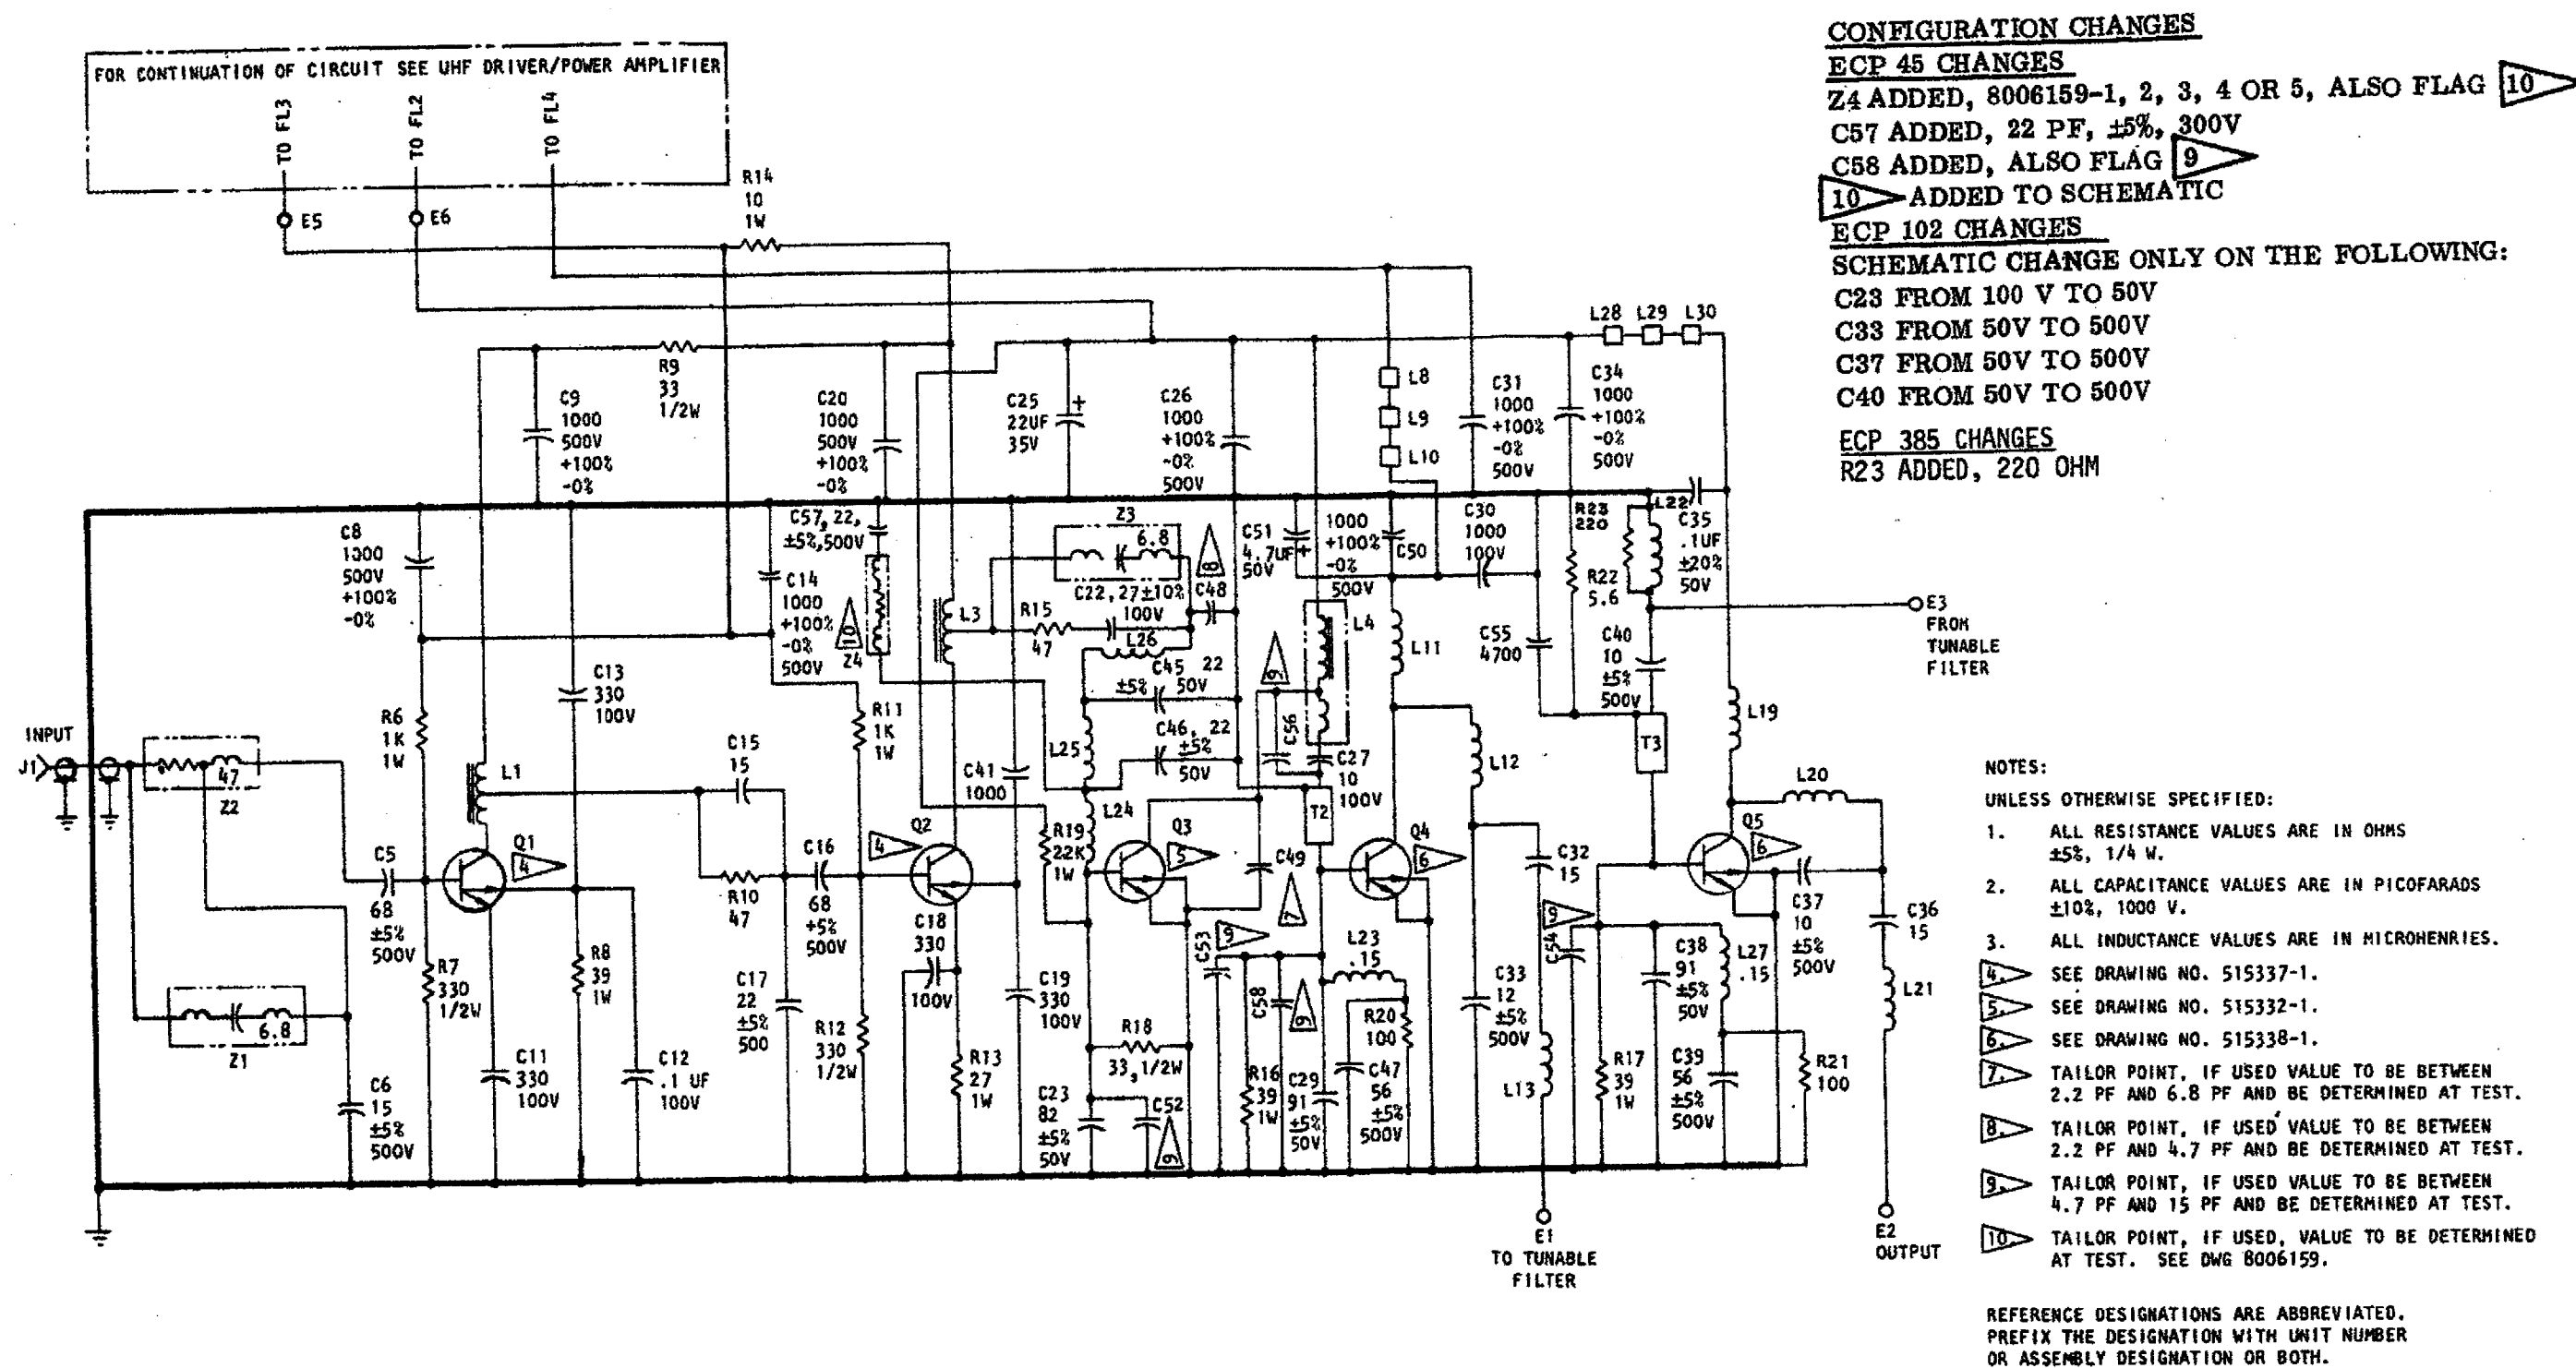 CONFIGURATION CHANGES
ECP 45 CHANGES
Z4 ADDED, 8006159-1, 2, 3, 4 OR 5, ALSO FLAG 10
C57 ADDED, 22 PF, ±5%, 300V
C58 ADDED, ALSO FLAG 9
10 ADDED TO SCHEMATIC
ECP 102 CHANGES
SCHEMATIC CHANGE ONLY ON THE FOLLOWING:
C23 FROM 100 V TO 50V
C33 FROM 50V TO 500V
C37 FROM 50V TO 500V
C40 FROM 50V TO 500V
ECP 385 CHANGES
R23 ADDED, 220 OHM
FOR CONTINUATION OF CIRCUIT SEE UHF DRIVER/POWER AMPLIFIER
TO FL3
TO FL2
TO FL4
E5
E6
R14
10
1W
R9
33
1/2W
C9
1000
500V
+100%
-0%
C20
1000
500V
+100%
-0%
C25
22UF
35V
+
C26
1000
+100%
-0%
500V
L8
L9
L10
C31
1000
+100%
-0%
500V
C34
1000
+100%
-0%
500V
L28
L29
L30
C8
1000
500V
+100%
-0%
C13
330
100V
C14
1000
+100%
-0%
500V
C57, 22,
±5%,500V
10
Z4
L3
Z3
6.8
C22,27±10%
100V
8
C48
R15
47
L26
C45 22
±5% 50V
C46, 22
±5%
50V
L25
L24
C51
4.7UF
50V
+
1000
+100%
-0%
500V
C50
C30
1000
100V
L4
9
C56
C27
10
100V
T2
L11
L12
C55
4700
R23
220
L22
R22
5.6
C35
.1UF
±20%
50V
C40
10
±5%
500V
T3
E3
FROM
TUNABLE
FILTER
L19
L20
INPUT
J1
47
Z2
6.8
Z1
C6
15
±5%
500V
C5
68
±5%
500V
R6
1K
1W
R7
330
1/2W
L1
Q1
4
C11
330
100V
R8
39
1W
C12
.1 UF
100V
C15
15
R10
47
C16
68
+5%
500V
C17
22
±5%
500
R11
1K
1W
R12
330
1/2W
4
Q2
C18
330
100V
R13
27
1W
C41
1000
C19
330
100V
R19
22K
1W
Q3
5
C49
7
R18
33,1/2W
C23
82
±5%
50V
C52
9
C53
9
R16
39
1W
C58
9
C29
91
±5%
50V
L23
.15
R20
100
C47
56
±5%
500V
Q4
6
C33
12
±5%
500V
C32
15
L13
E1
TO TUNABLE
FILTER
9
C54
R17
39
1W
C38
91
±5%
50V
L27
.15
C39
56
±5%
500V
R21
100
Q5
6
C37
10
±5%
500V
C36
15
L21
E2
OUTPUT
NOTES:
UNLESS OTHERWISE SPECIFIED:
1. ALL RESISTANCE VALUES ARE IN OHMS
±5%, 1/4 W.
2. ALL CAPACITANCE VALUES ARE IN PICOFARADS
±10%, 1000 V.
3. ALL INDUCTANCE VALUES ARE IN MICROHENRIES.
4. SEE DRAWING NO. 515337-1.
5. SEE DRAWING NO. 515332-1.
6. SEE DRAWING NO. 515338-1.
7. TAILOR POINT, IF USED VALUE TO BE BETWEEN
2.2 PF AND 6.8 PF AND BE DETERMINED AT TEST.
8. TAILOR POINT, IF USED VALUE TO BE BETWEEN
2.2 PF AND 4.7 PF AND BE DETERMINED AT TEST.
9. TAILOR POINT, IF USED VALUE TO BE BETWEEN
4.7 PF AND 15 PF AND BE DETERMINED AT TEST.
10. TAILOR POINT, IF USED, VALUE TO BE DETERMINED
AT TEST. SEE DWG 8006159.
REFERENCE DESIGNATIONS ARE ABBREVIATED.
PREFIX THE DESIGNATION WITH UNIT NUMBER
OR ASSEMBLY DESIGNATION OR BOTH.